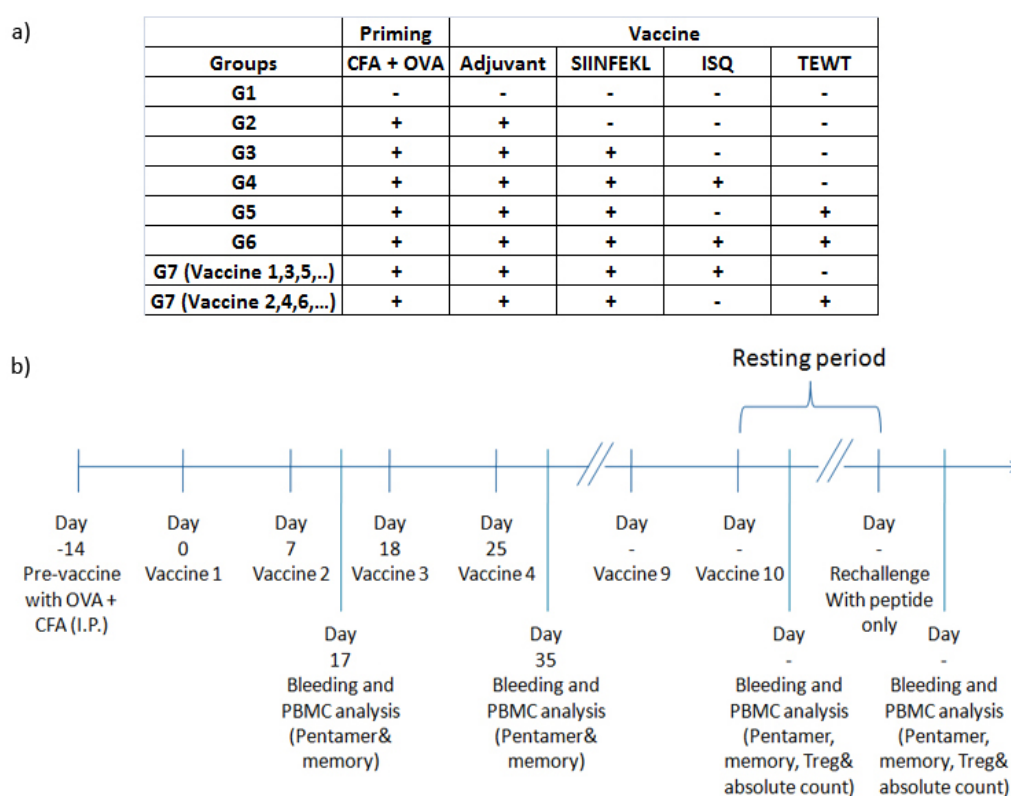 a)
Priming Vaccine
Groups CFA + OVA Adjuvant SIINFEKL ISQ TEWT
G1 - - - - -
G2 + + - - -
G3 + + + - -
G4 + + + + -
G5 + + + - +
G6 + + + + +
G7 (Vaccine 1,3,5,..) + + + + -
G7 (Vaccine 2,4,6,...) + + + - +
b)
Resting period
Day
-14
Pre-vaccine
with OVA +
CFA (I.P.)
Day
0
Vaccine 1
Day
7
Vaccine 2
Day
17
Bleeding and
PBMC analysis
(Pentamer&
memory)
Day
18
Vaccine 3
Day
25
Vaccine 4
Day
35
Bleeding and
PBMC analysis
(Pentamer&
memory)
Day
-
Vaccine 9
Day
-
Vaccine 10
Day
-
Bleeding and
PBMC analysis
(Pentamer,
memory, Treg&
absolute count)
Day
-
Rechallenge
With peptide
only
Day
-
Bleeding and
PBMC analysis
(Pentamer,
memory, Treg&
absolute count)